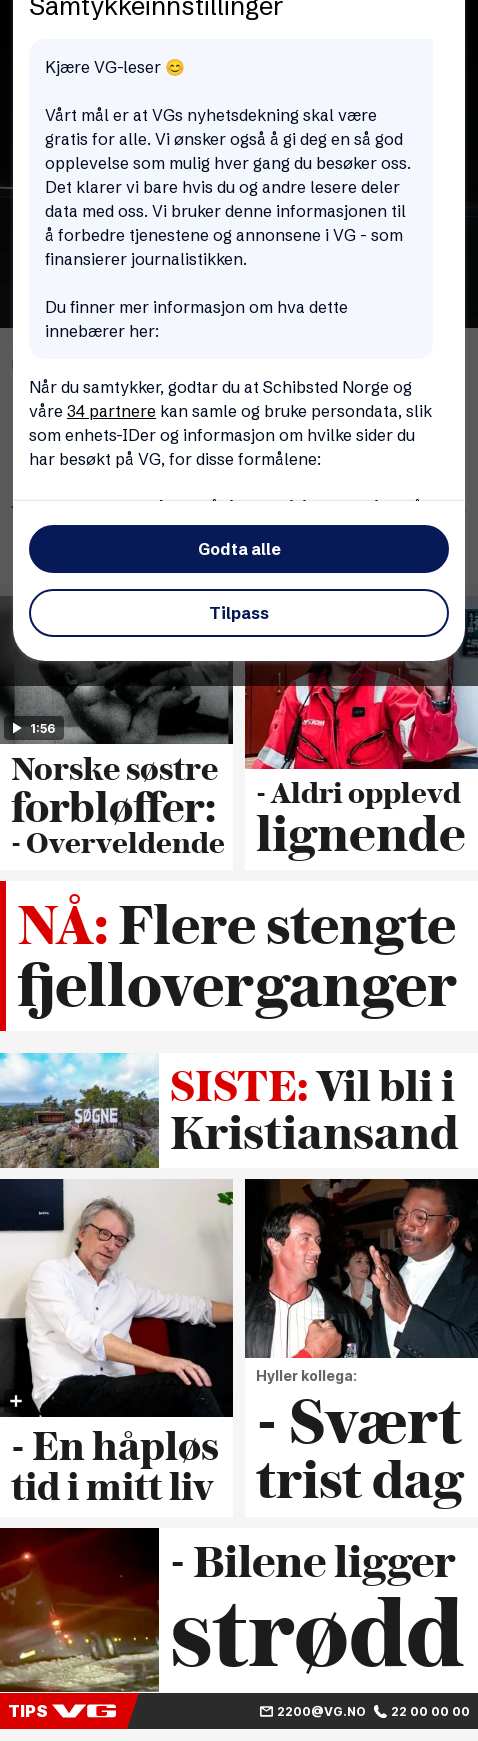 Samtykkeinnstillinger
Kjære VG-leser 😊
Vårt mål er at VGs nyhetsdekning skal være
gratis for alle. Vi ønsker også å gi deg en så god
opplevelse som mulig hver gang du besøker oss.
Det klarer vi bare hvis du og andre lesere deler
data med oss. Vi bruker denne informasjonen til
å forbedre tjenestene og annonsene i VG - som
finansierer journalistikken.
Du finner mer informasjon om hva dette
innebærer her:
Når du samtykker, godtar du at Schibsted Norge og
våre 34 partnere kan samle og bruke persondata, slik
som enhets-IDer og informasjon om hvilke sider du
har besøkt på VG, for disse formålene:
Godta alle
Tilpass
1:56
Norske søstre
forbløffer:
- Overveldende
- Aldri opplevd
lignende
NÅ: Flere stengte
fjelloverganger
SØGNE
SISTE: Vil bli i
Kristiansand
- En håpløs
tid i mitt liv
Hyller kollega:
- Svært
trist dag
- Bilene ligger
strødd
TIPS VG 2200@VG.NO 22 00 00 00